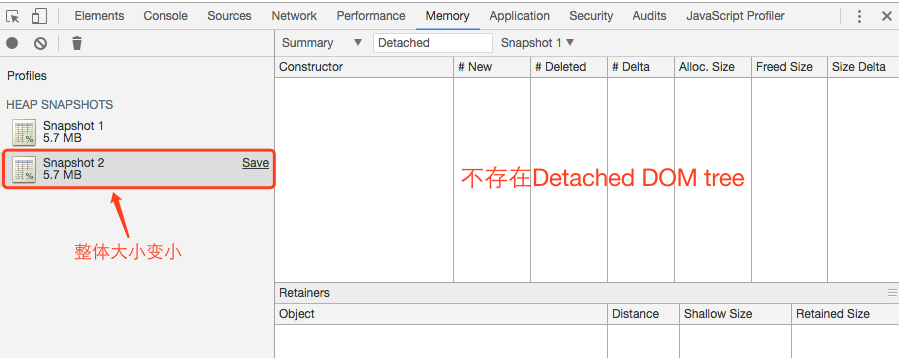 Elements Console Sources Network Performance Memory Application Security Audits JavaScript Profiler
Summary Detached Snapshot 1
Profiles
Constructor # New # Deleted # Delta Alloc. Size Freed Size Size Delta
HEAP SNAPSHOTS
Snapshot 1
5.7 MB
Snapshot 2 Save
5.7 MB
不存在Detached DOM tree
整体大小变小
Retainers
Object Distance Shallow Size Retained Size